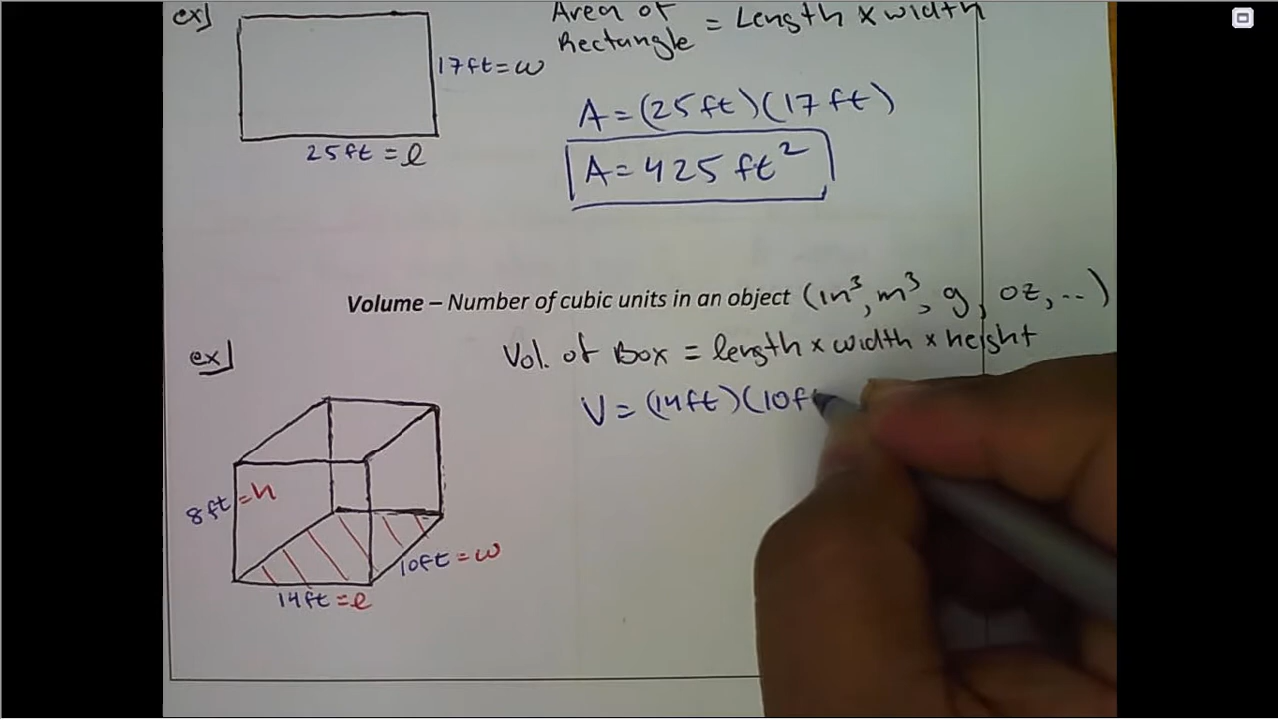 ex)
Area of
Rectangle = Length x width
17ft = w
25ft = l
A = (25ft)(17ft)
A = 425 ft²
Volume – Number of cubic units in an object (in³, m³, g, oz, ...)
ex)
Vol. of Box = length x width x height
V = (14ft)(10f
8ft = h
10ft = w
14ft = l